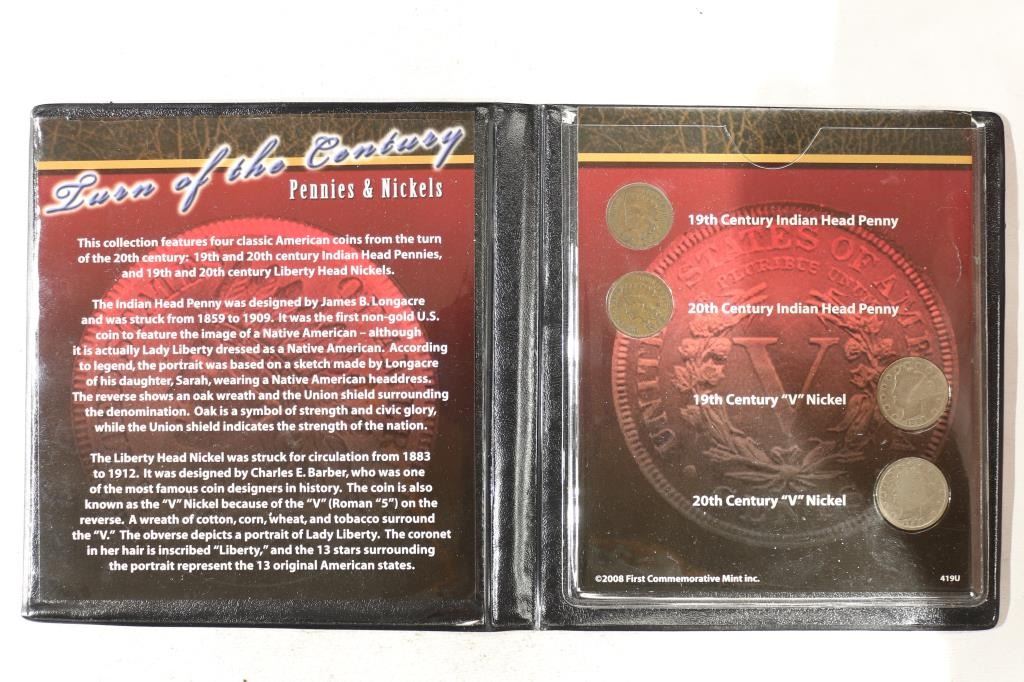 Turn of the Century
Pennies & Nickels
This collection features four classic American coins from the turn
of the 20th century: 19th and 20th century Indian Head Pennies,
and 19th and 20th century Liberty Head Nickels.
The Indian Head Penny was designed by James B. Longacre
and was struck from 1859 to 1909. It was the first non-gold U.S.
coin to feature the image of a Native American – although
it is actually Lady Liberty dressed as a Native American. According
to legend, the portrait was based on a sketch made by Longacre
of his daughter, Sarah, wearing a Native American headdress.
The reverse shows an oak wreath and the Union shield surrounding
the denomination. Oak is a symbol of strength and civic glory,
while the Union shield indicates the strength of the nation.
The Liberty Head Nickel was struck for circulation from 1883
to 1912. It was designed by Charles E. Barber, who was one
of the most famous coin designers in history. The coin is also
known as the “V” Nickel because of the “V” (Roman “5”) on the
reverse. A wreath of cotton, corn, wheat, and tobacco surround
the “V.” The obverse depicts a portrait of Lady Liberty. The coronet
in her hair is inscribed “Liberty,” and the 13 stars surrounding
the portrait represent the 13 original American states.
19th Century Indian Head Penny
20th Century Indian Head Penny
19th Century “V” Nickel
20th Century “V” Nickel
UNITED STATES OF AMER
V
©2008 First Commemorative Mint inc.
419U